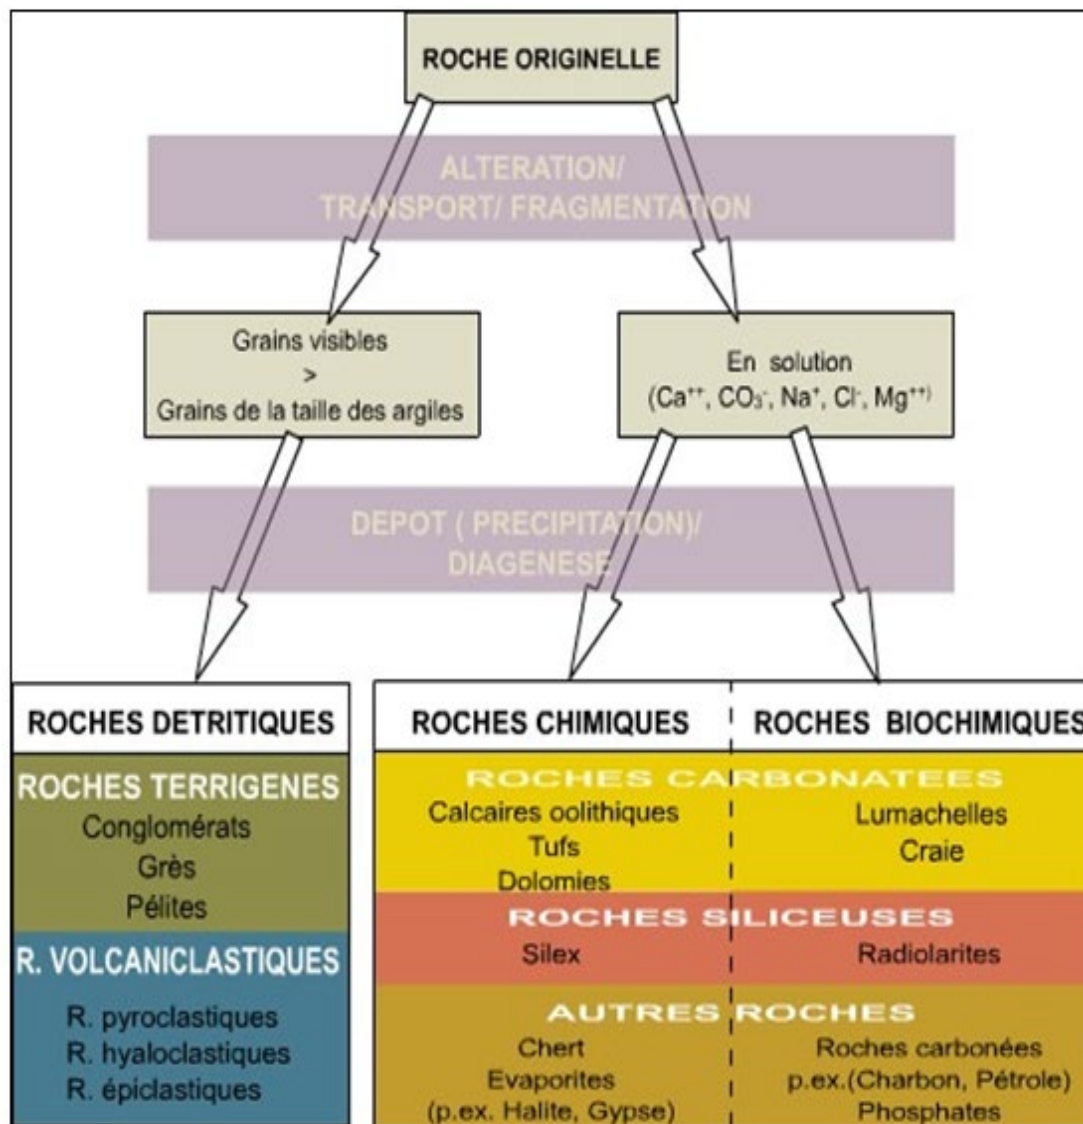 ROCHE ORIGINELLE
ALTERATION/
TRANSPORT/ FRAGMENTATION
Grains visibles
>
Grains de la taille des argiles
En solution
(Ca⁺⁺, CO₃⁻, Na⁺, Cl⁻, Mg⁺⁺)
DEPOT ( PRECIPITATION)/
DIAGENESE
ROCHES DETRITIQUES
ROCHES TERRIGENES
Conglomérats
Grès
Pélites
R. VOLCANICLASTIQUES
R. pyroclastiques
R. hyaloclastiques
R. épiclastiques
ROCHES CHIMIQUES
ROCHES BIOCHIMIQUES
ROCHES CARBONATEES
Calcaires oolithiques
Tufs
Dolomies
Lumachelles
Craie
ROCHES SILICEUSES
Silex
Radiolarites
AUTRES ROCHES
Chert
Evaporites
(p.ex. Halite, Gypse)
Roches carbonées
p.ex.(Charbon, Pétrole)
Phosphates